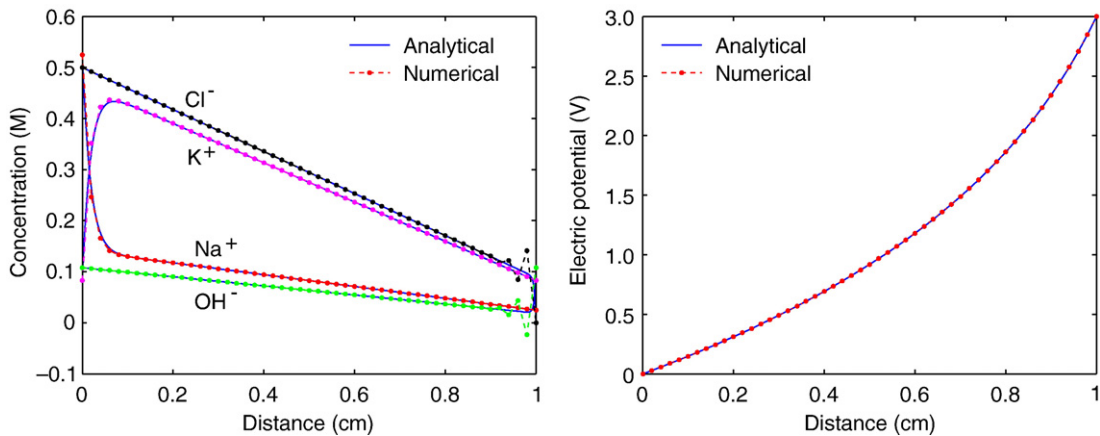 0.6
0.5
0.4
0.3
0.2
0.1
0
−0.1
Concentration (M)
Analytical
Numerical
Cl⁻
K⁺
Na⁺
OH⁻
0 0.2 0.4 0.6 0.8 1
Distance (cm)
3.0
2.5
2.0
1.5
1.0
0.5
0
Electric potential (V)
Analytical
Numerical
0 0.2 0.4 0.6 0.8 1
Distance (cm)